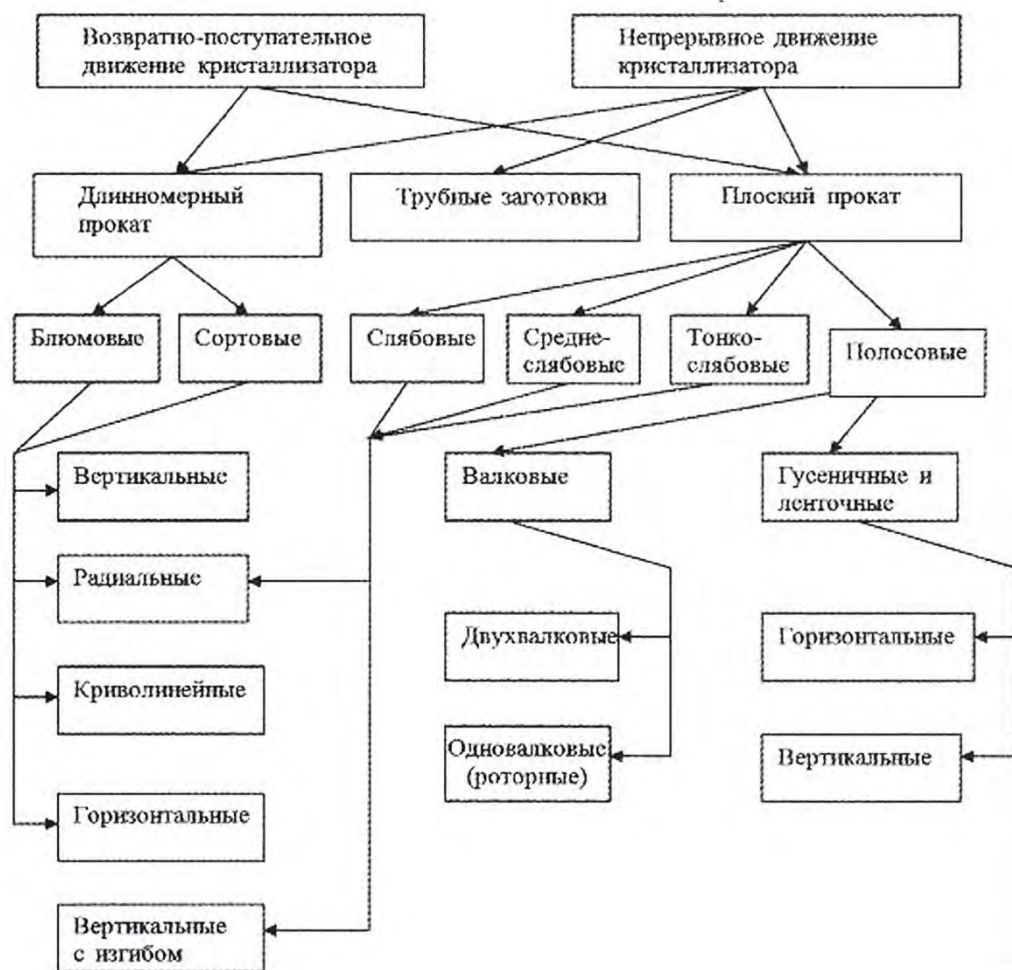 Возвратно-поступательное
движение кристаллизатора
Непрерывное движение
кристаллизатора
Длинномерный
прокат
Трубные заготовки
Плоский прокат
Блюмовые
Сортовые
Слябовые
Средне-
слябовые
Тонко-
слябовые
Полосовые
Вертикальные
Валковые
Гусеничные и
ленточные
Радиальные
Двухвалковые
Горизонтальные
Криволинейные
Одновалковые
(роторные)
Вертикальные
Горизонтальные
Вертикальные
с изгибом